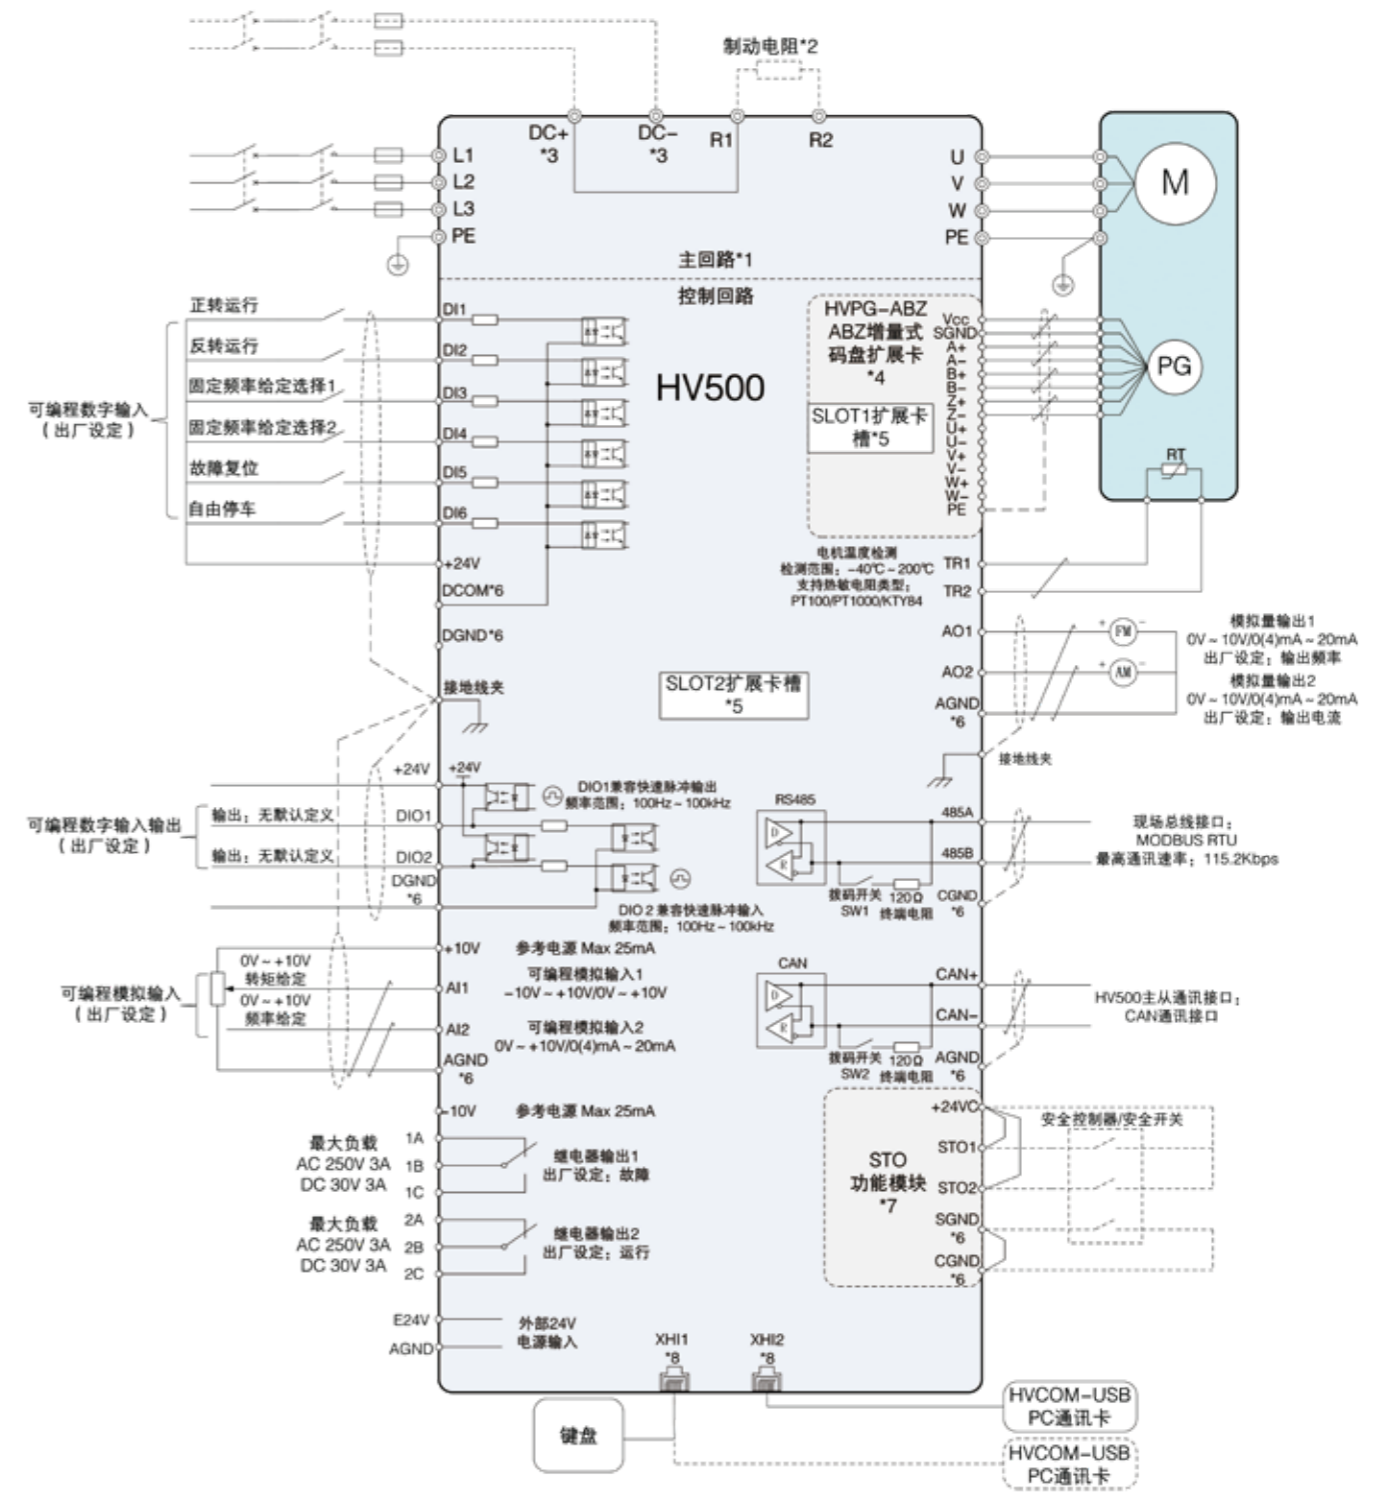 制动电阻*2
DC+
*3
DC-
*3
R1
R2
L1
L2
L3
PE
U
V
W
PE
M
主回路*1
控制回路
正转运行
反转运行
固定频率给定选择1
固定频率给定选择2
故障复位
自由停车
可编程数字输入
(出厂设定)
DI1
DI2
DI3
DI4
DI5
DI6
+24V
DCOM*6
DGND*6
接地线夹
HV500
HVPG-ABZ
ABZ增量式
码盘扩展卡
*4
SLOT1扩展卡
槽*5
Vcc
SGND
A+
A-
B+
B-
Z+
Z-
U+
U-
V+
V-
W+
W-
PE
PG
RT
电机温度检测
检测范围：-40℃~200℃
支持热敏电阻类型：
PT100/PT1000/KTY84
TR1
TR2
AO1
AO2
AGND
*6
+ FM -
+ AM -
模拟量输出1
0V~10V/0(4)mA~20mA
出厂设定：输出频率
模拟量输出2
0V~10V/0(4)mA~20mA
出厂设定：输出电流
接地线夹
SLOT2扩展卡槽
*5
+24V
+24V
DIO1
DIO2
DGND
*6
输出：无默认定义
输出：无默认定义
可编程数字输入输出
(出厂设定)
DIO1兼容快速脉冲输出
频率范围：100Hz~100kHz
DIO 2 兼容快速脉冲输入
频率范围：100Hz~100kHz
RS485
D
R
拨码开关
SW1
120Ω
终端电阻
485A
485B
CGND
*6
现场总线接口：
MODBUS RTU
最高通讯速率：115.2Kbps
0V~+10V
转矩给定
0V~+10V
频率给定
可编程模拟输入
(出厂设定)
+10V
参考电源 Max 25mA
AI1
可编程模拟输入1
-10V~+10V/0V~+10V
AI2
可编程模拟输入2
0V~+10V/0(4)mA~20mA
AGND
*6
-10V
参考电源 Max 25mA
CAN
D
R
拨码开关
SW2
120Ω
终端电阻
CAN+
CAN-
AGND
*6
HV500主从通讯接口：
CAN通讯接口
最大负载
AC 250V 3A
DC 30V 3A
1A
1B
1C
继电器输出1
出厂设定：故障
最大负载
AC 250V 3A
DC 30V 3A
2A
2B
2C
继电器输出2
出厂设定：运行
STO
功能模块
*7
+24VC
STO1
STO2
SGND
*6
CGND
*6
安全控制器/安全开关
E24V
AGND
外部24V
电源输入
XHI1
*8
XHI2
*8
键盘
HVCOM-USB
PC通讯卡
HVCOM-USB
PC通讯卡